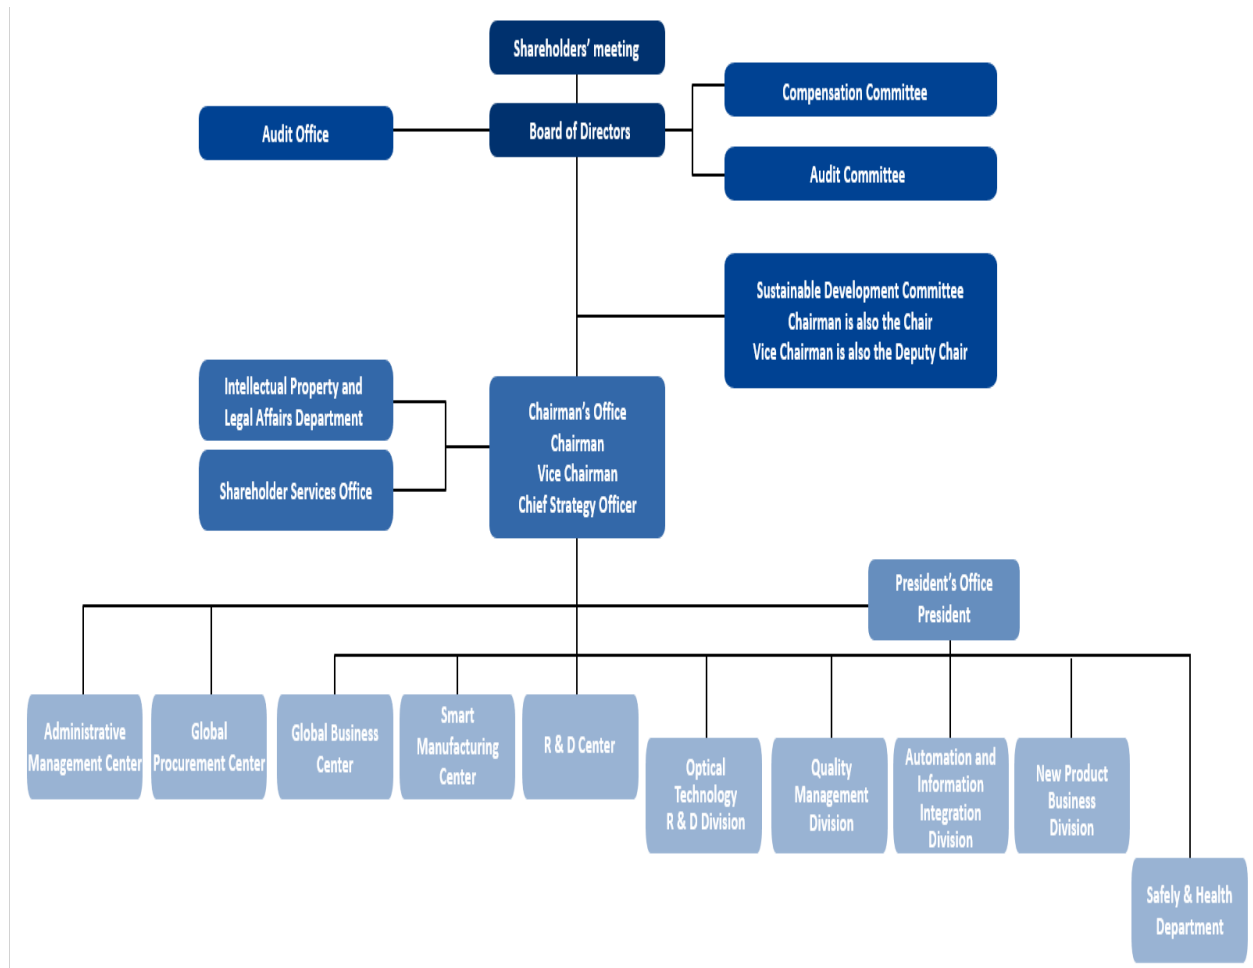 Shareholders’ meeting
Compensation Committee
Audit Office
Board of Directors
Audit Committee
Sustainable Development Committee
Chairman is also the Chair
Vice Chairman is also the Deputy Chair
Intellectual Property and
Legal Affairs Department
Shareholder Services Office
Chairman’s Office
Chairman
Vice Chairman
Chief Strategy Officer
President’s Office
President
Administrative
Management Center
Global
Procurement Center
Global Business
Center
Smart
Manufacturing
Center
R & D Center
Optical
Technology
R & D Division
Quality
Management
Division
Automation and
Information
Integration
Division
New Product
Business
Division
Safely & Health
Department